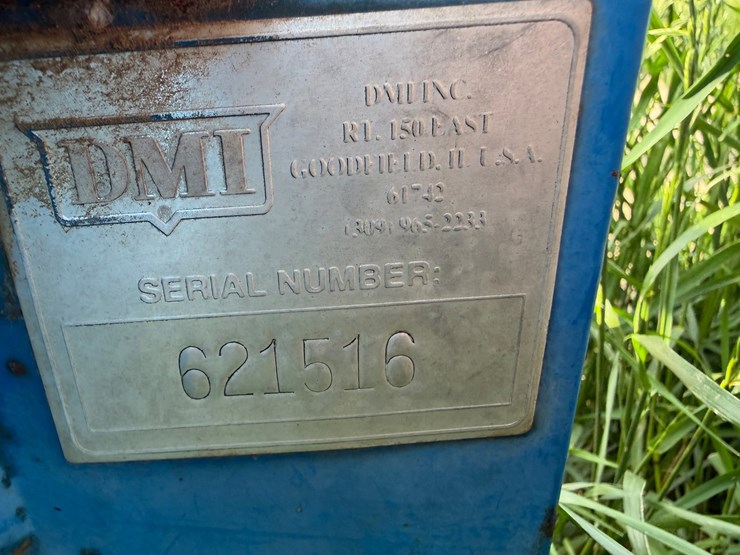 DMI
DMI INC.
RT. 150 EAST
GOODFIELD, IL U.S.A.
61742
(309) 965-2233
SERIAL NUMBER:
621516